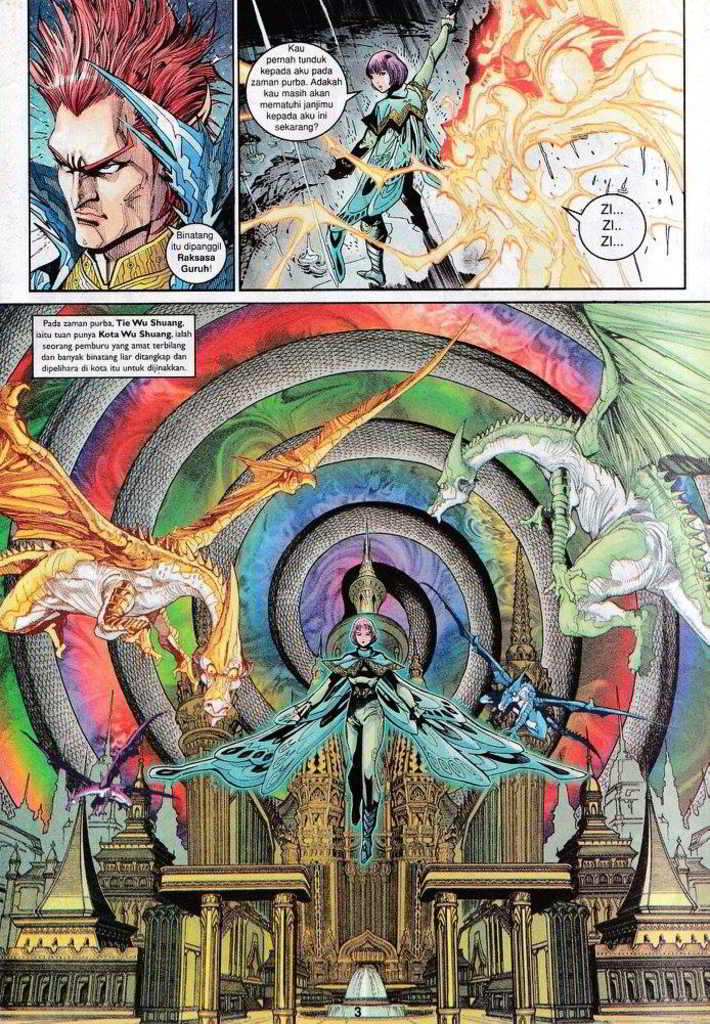 Kau
pernah tunduk
kepada aku pada
zaman purba. Adakah
kau masih akan
mematuhi janjimu
kepada aku ini
sekarang?
Binatang
itu dipanggil
Raksasa
Guruh!
ZI...
ZI..
ZI...
Pada zaman purba, Tie Wu Shuang,
iaitu tuan punya Kota Wu Shuang, ialah
seorang pemburu yang amat terbilang
dan banyak binatang liar ditangkap dan
dipelihara di kota itu untuk dijinakkan.
3